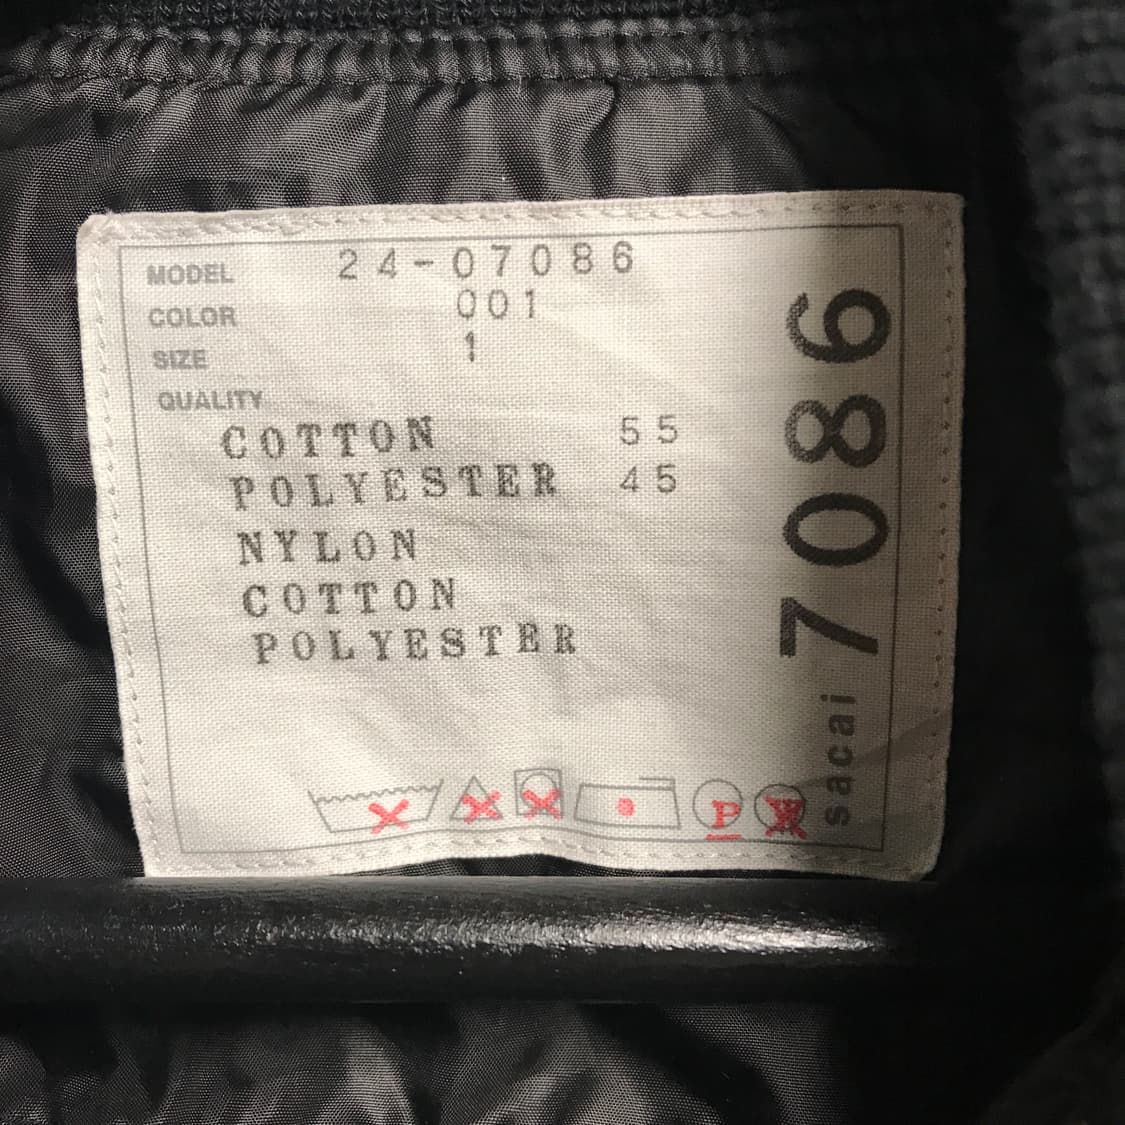 MODEL 24-07086
COLOR 001
SIZE 1
QUALITY
COTTON 55
POLYESTER 45
NYLON
COTTON
POLYESTER
P
W
sacai 7086